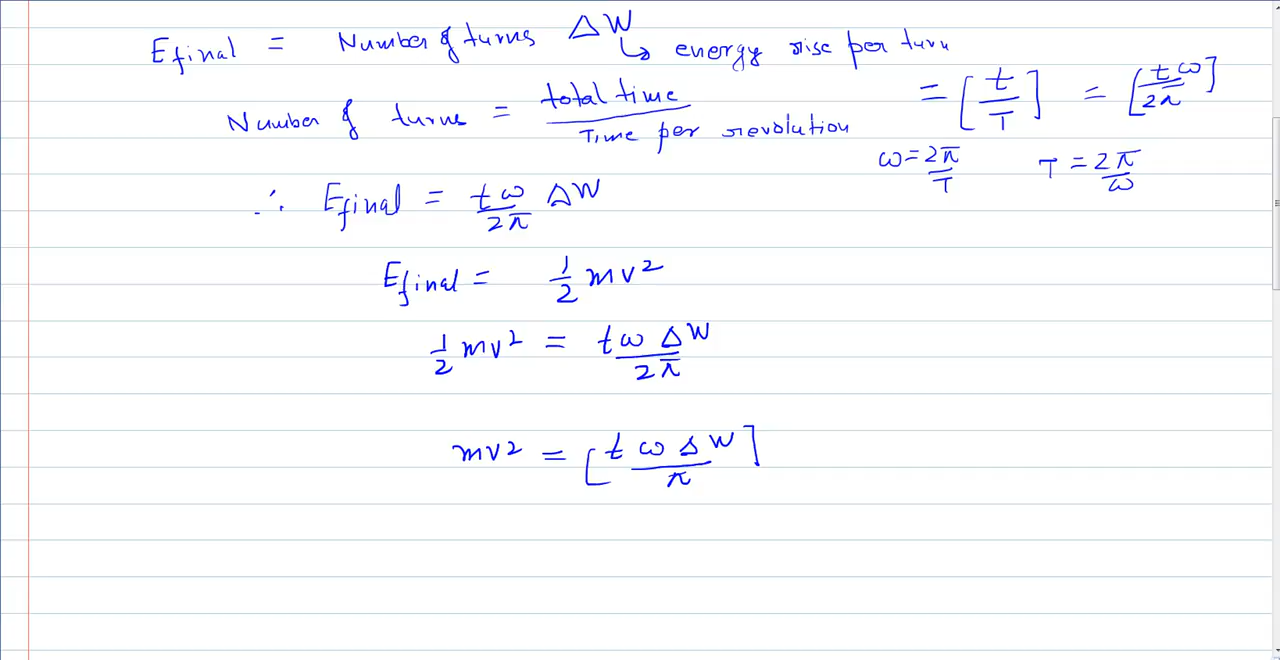 Efinal = Number of turns ΔW
↳ energy rise per turn
Number of turns = total time / Time per revolution = [t/T] = [tω/2π]
ω = 2π/T T = 2π/ω
∴ Efinal = tω/2π ΔW
Efinal = 1/2 mv²
1/2 mv² = tωΔW/2π
mv² = [tωΔW/π]